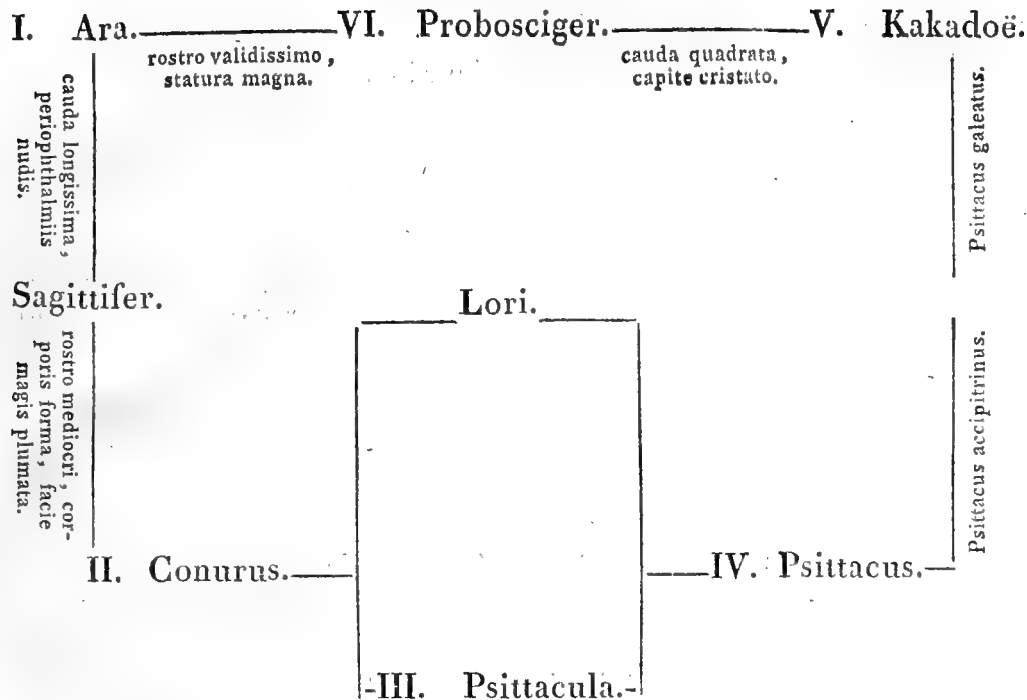 I. Ara. VI. Probosciger. V. Kakadoë.
rostro validissimo,
statura magna.
cauda quadrata,
capite cristato.
cauda longissima,
periophthalmiis
nudis.
Psittacus galeatus.
Sagittifer.
Lori.
rostro mediocri, cor-
poris forma, facie
magis plumata.
Psittacus accipitrinus.
II. Conurus.
IV. Psittacus.
III. Psittacula.